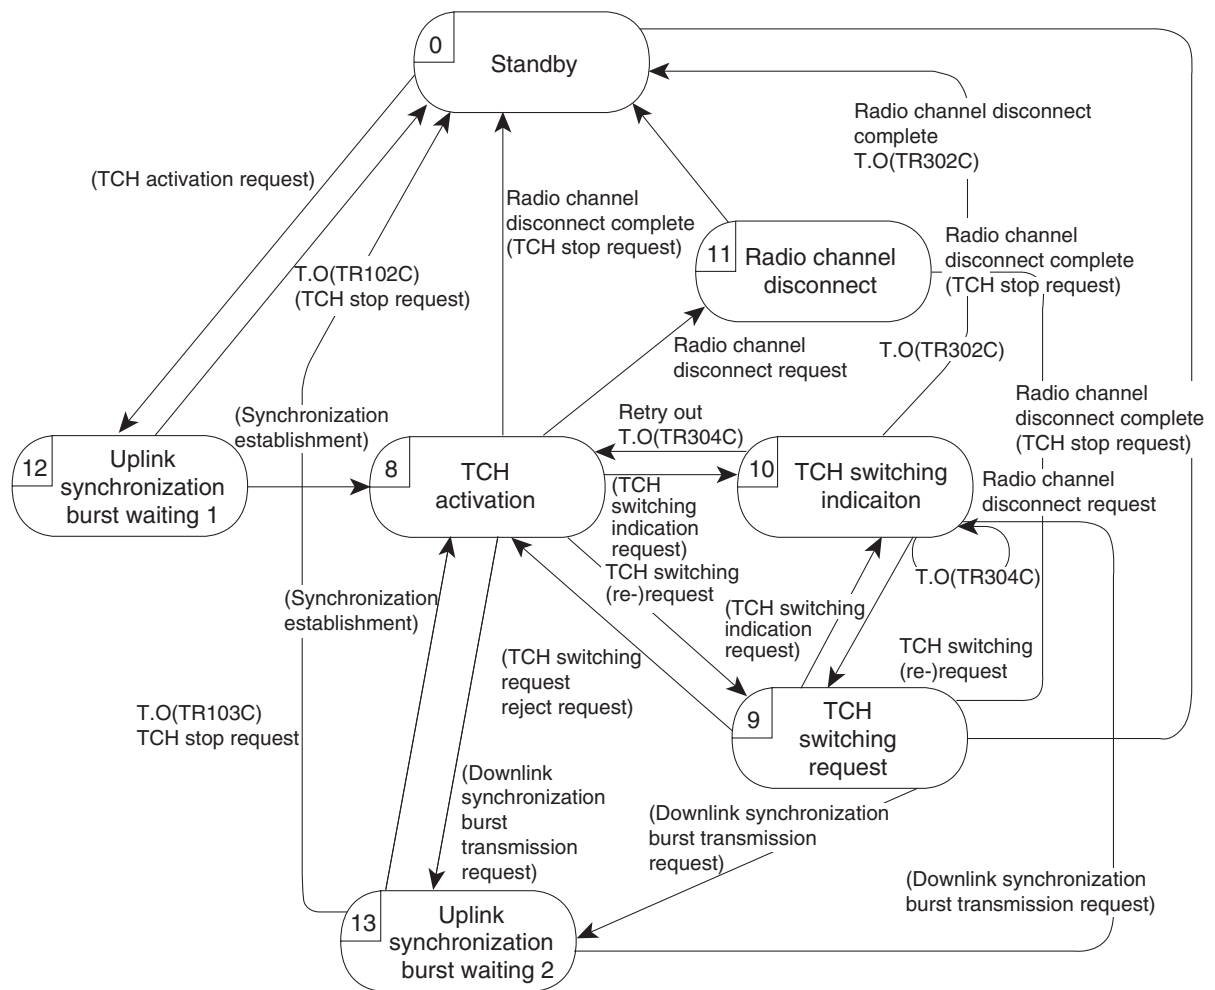 0
Standby
Radio channel disconnect
complete
T.O(TR302C)
(TCH activation request)
Radio channel
disconnect complete
(TCH stop request)
11
Radio channel
disconnect
Radio channel
disconnect complete
(TCH stop request)
T.O(TR102C)
(TCH stop request)
Radio channel
disconnect request
T.O(TR302C)
Radio channel
disconnect complete
(TCH stop request)
(Synchronization
establishment)
Retry out
T.O(TR304C)
12
Uplink
synchronization
burst waiting 1
8
TCH
activation
10
TCH switching
indicaiton
Radio channel
disconnect request
(TCH
switching
indication
request)
TCH switching
(re-)request
T.O(TR304C)
(Synchronization
establishment)
(TCH switching
indication
request)
TCH switching
(re-)request
(TCH switching
request
reject request)
9
TCH
switching
request
T.O(TR103C)
TCH stop request
(Downlink
synchronization
burst
transmission
request)
(Downlink synchronization
burst transmission
request)
(Downlink synchronization
burst transmission request)
13
Uplink
synchronization
burst waiting 2